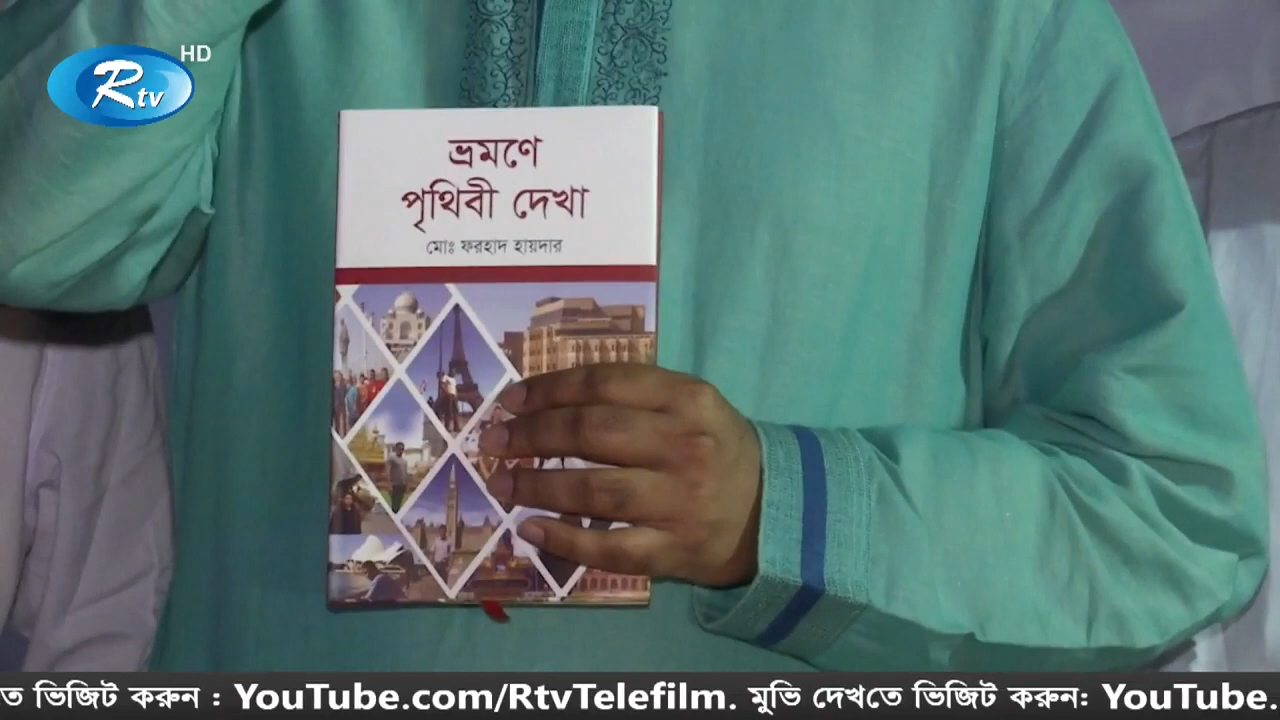 Rtv
HD
ভ্রমণে
পৃথিবী দেখা
মোঃ ফরহাদ হায়দার
ত ভিজিট করুন : YouTube.com/RtvTelefilm. মুভি দেখতে ভিজিট করুন: YouTube.